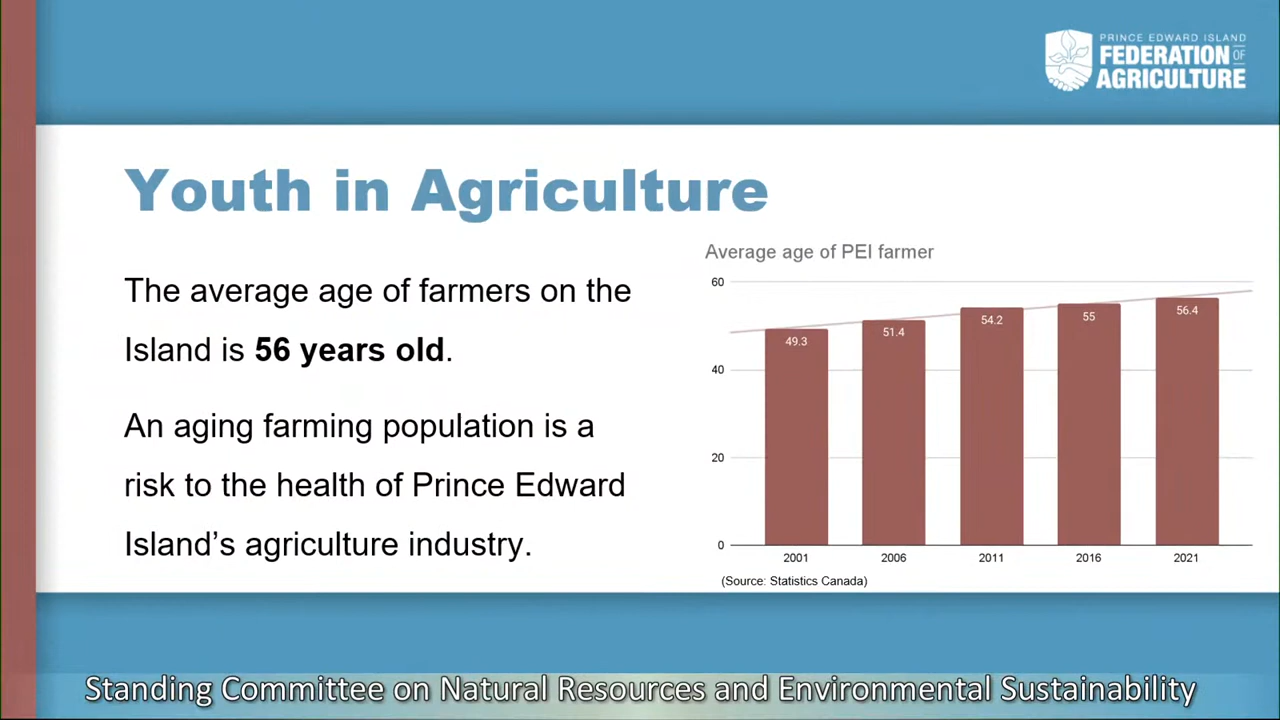 PRINCE EDWARD ISLAND
FEDERATION OF
AGRICULTURE
Youth in Agriculture
The average age of farmers on the
Island is 56 years old.
An aging farming population is a
risk to the health of Prince Edward
Island’s agriculture industry.
Average age of PEI farmer
60
40
20
0
49.3
51.4
54.2
55
56.4
2001
2006
2011
2016
2021
(Source: Statistics Canada)
Standing Committee on Natural Resources and Environmental Sustainability